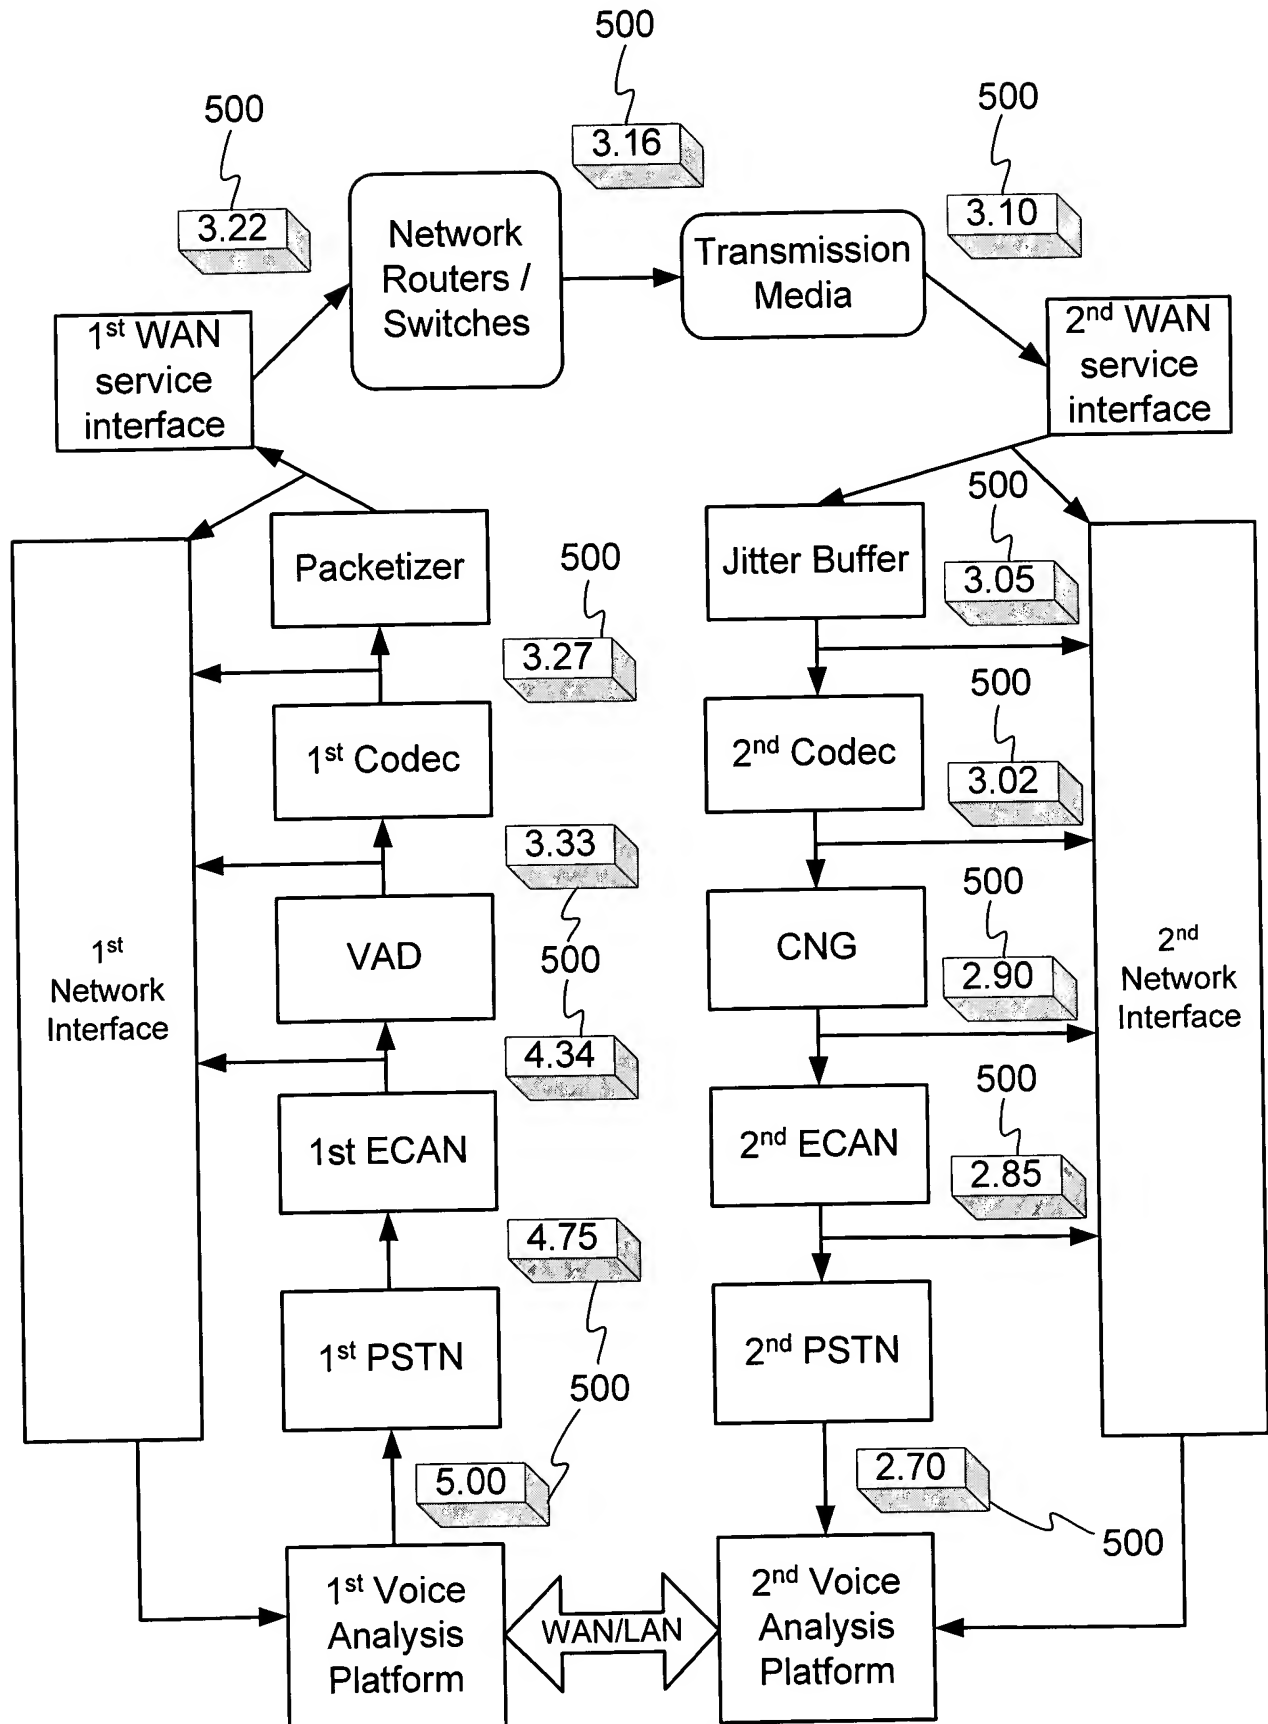 500
500
500
3.22
3.16
3.10
Network
Routers /
Switches
Transmission
Media
1st WAN
service
interface
2nd WAN
service
interface
Packetizer
500
3.27
Jitter Buffer
500
3.05
1st Codec
3.33
2nd Codec
500
3.02
1st
Network
Interface
VAD
500
4.34
CNG
500
2.90
2nd
Network
Interface
1st ECAN
4.75
2nd ECAN
500
2.85
1st PSTN
500
2nd PSTN
5.00
2.70
500
1st Voice
Analysis
Platform
WAN/LAN
2nd Voice
Analysis
Platform